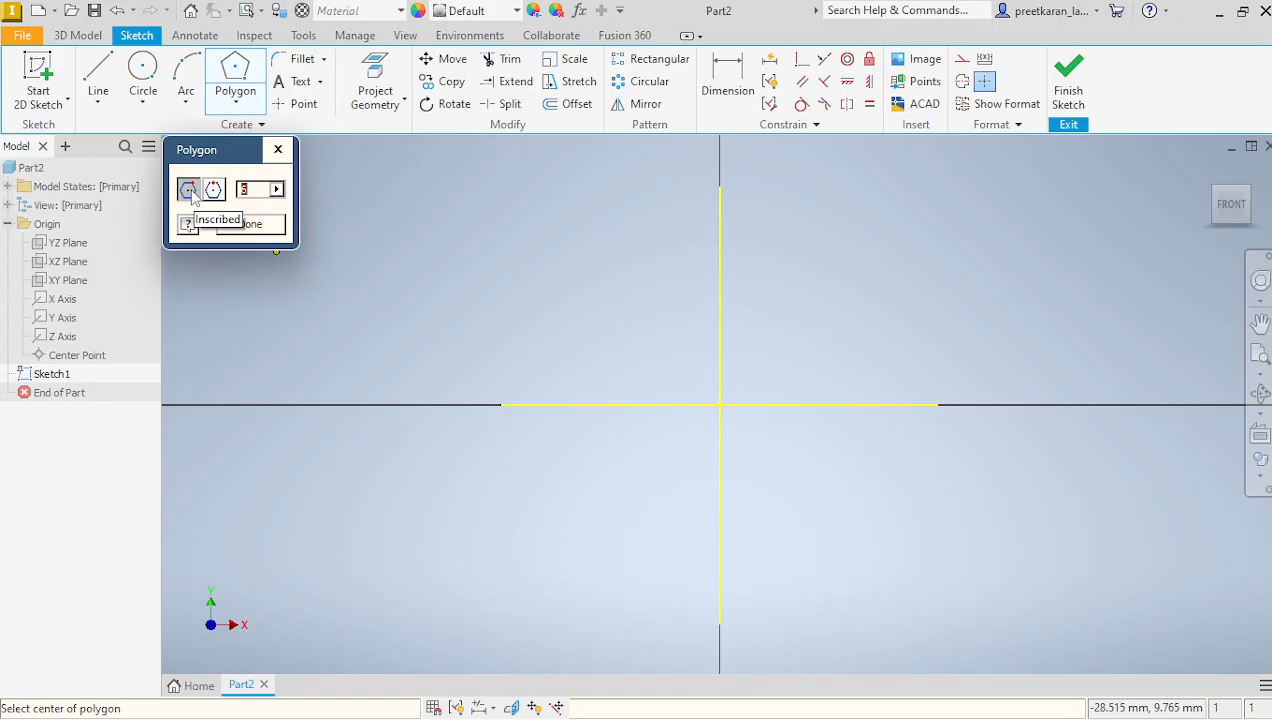 Material
Default
fx
Part2
Search Help & Commands...
preetkaran_la...
File
3D Model
Sketch
Annotate
Inspect
Tools
Manage
View
Environments
Collaborate
Fusion 360
Start
2D Sketch
Line
Circle
Arc
Polygon
Fillet
Text
Point
Project
Geometry
Move
Copy
Rotate
Trim
Extend
Split
Scale
Stretch
Offset
Rectangular
Circular
Mirror
Dimension
Image
Points
ACAD
Show Format
Finish
Sketch
Sketch
Create
Modify
Pattern
Constrain
Insert
Format
Exit
Model
Part2
Model States: [Primary]
View: [Primary]
Origin
YZ Plane
XZ Plane
XY Plane
X Axis
Y Axis
Z Axis
Center Point
Sketch1
End of Part
Polygon
6
Inscribed
FRONT
Y
X
Home
Part2
Select center of polygon
-28.515 mm, 9.765 mm
1
1